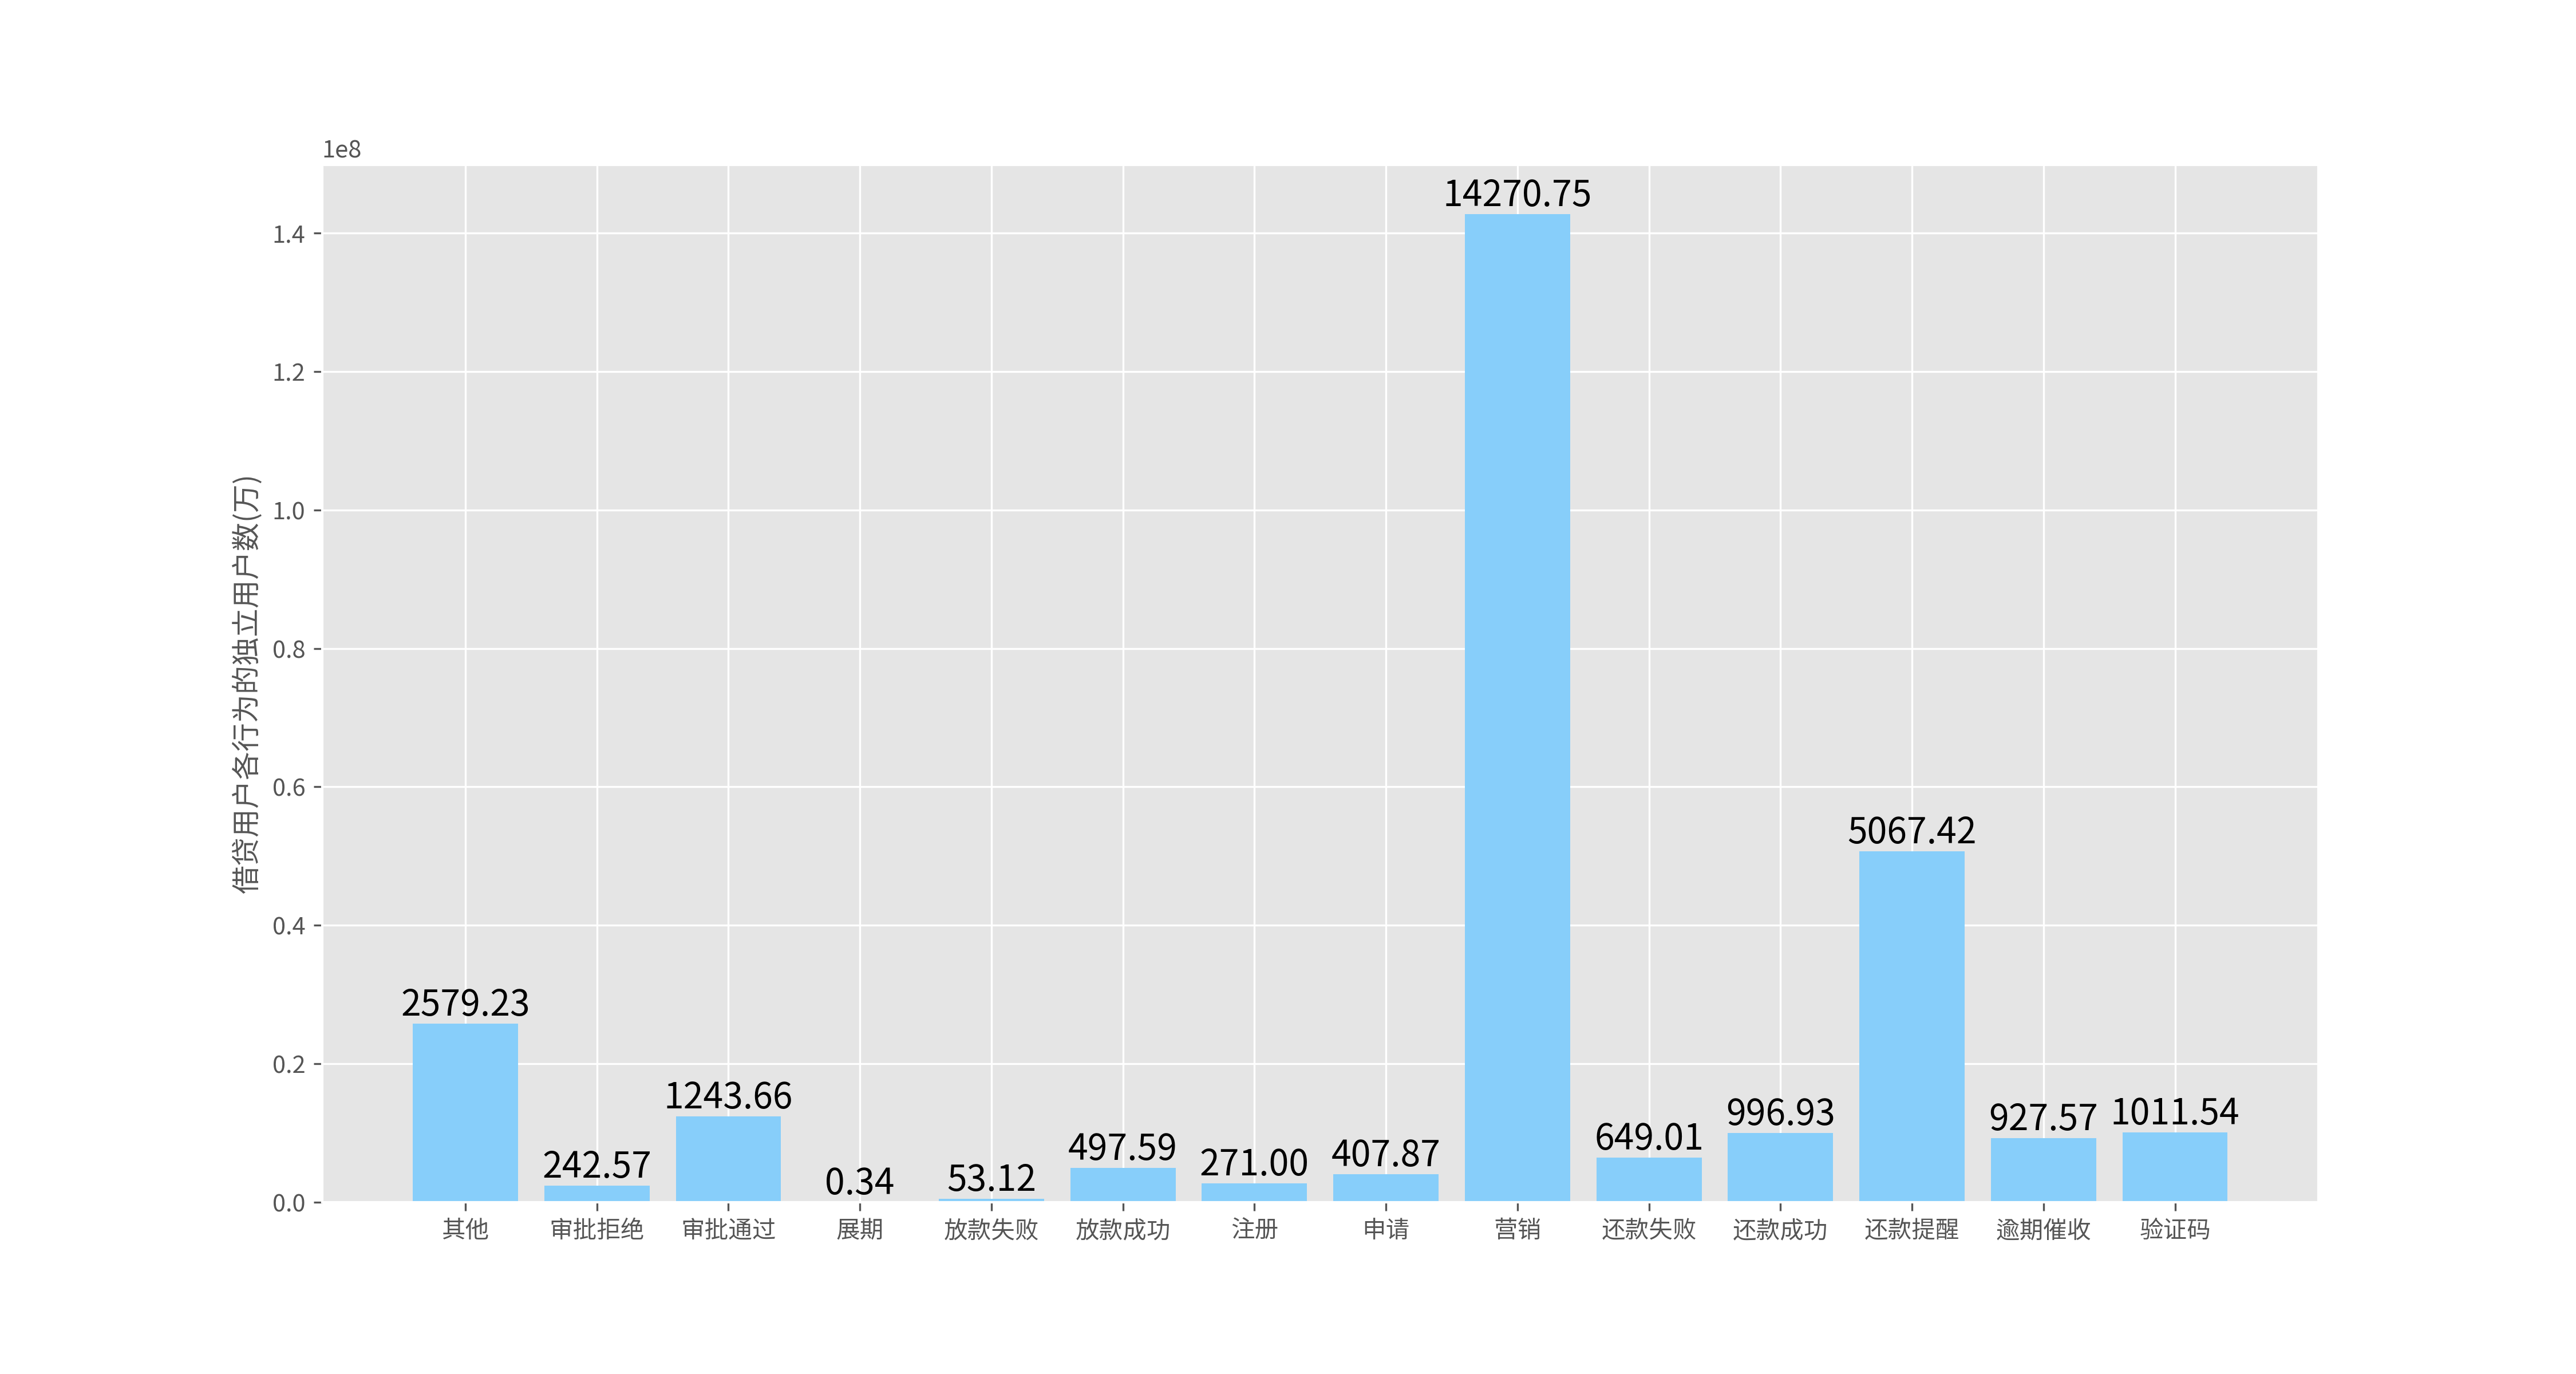 1e8
借贷用户各行为的独立用户数(万)
1.4
1.2
1.0
0.8
0.6
0.4
0.2
0.0
2579.23
242.57
1243.66
0.34
53.12
497.59
271.00
407.87
14270.75
649.01
996.93
5067.42
927.57
1011.54
其他
审批拒绝
审批通过
展期
放款失败
放款成功
注册
申请
营销
还款失败
还款成功
还款提醒
逾期催收
验证码